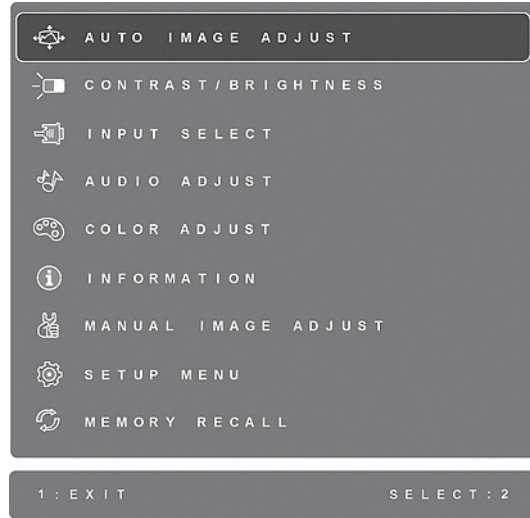 AUTO IMAGE ADJUST
CONTRAST/BRIGHTNESS
INPUT SELECT
AUDIO ADJUST
COLOR ADJUST
INFORMATION
MANUAL IMAGE ADJUST
SETUP MENU
MEMORY RECALL
1:EXIT SELECT:2